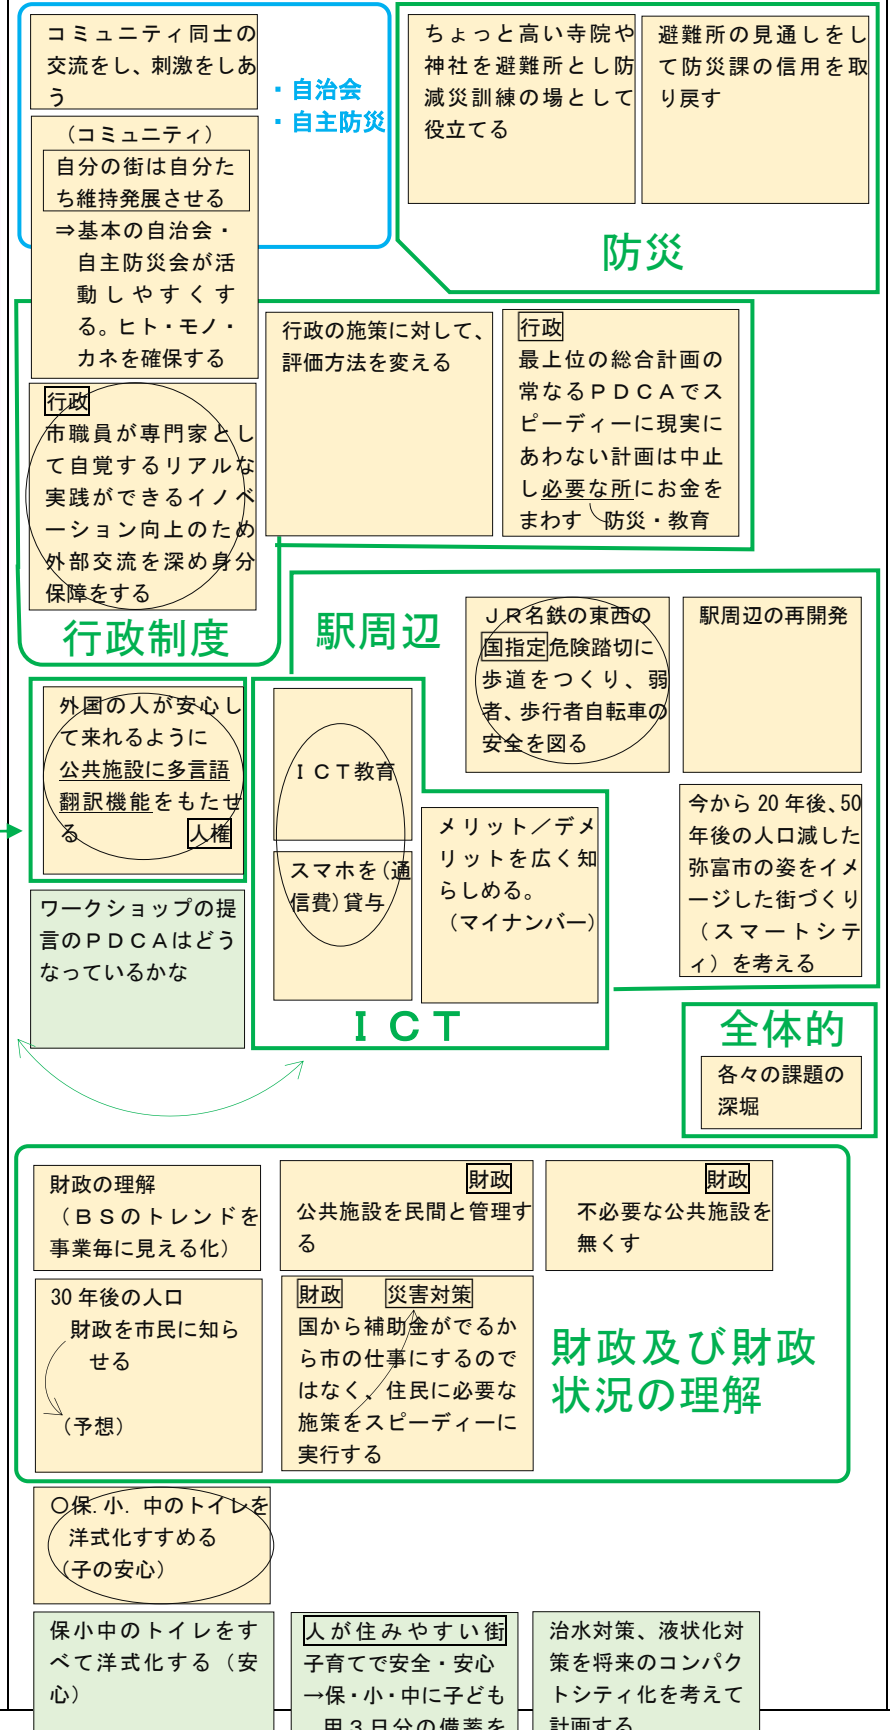 コミュニティ同士の
交流をし、刺激をしあ
う
・自治会
・自主防災
（コミュニティ）
自分の街は自分た
ち維持発展させる
⇒基本の自治会・
自主防災会が活
動しやすくす
る。ヒト・モノ・
カネを確保する
ちょっと高い寺院や
神社を避難所とし防
減災訓練の場として
役立てる
避難所の見通しをし
て防災課の信用を取
り戻す
防災
行政の施策に対して、
評価方法を変える
行政
最上位の総合計画の
常なるＰＤＣＡでス
ピーディーに現実に
あわない計画は中止
し必要な所にお金を
まわす　防災・教育
行政
市職員が専門家とし
て自覚するリアルな
実践ができるイノベ
ーション向上のため
外部交流を深め身分
保障をする
行政制度
駅周辺
ＪＲ名鉄の東西の
国指定危険踏切に
歩道をつくり、弱
者、歩行者自転車の
安全を図る
駅周辺の再開発
外国の人が安心し
て来れるように
公共施設に多言語
翻訳機能をもたせ
る　人権
ＩＣＴ教育
スマホを(通
信費)貸与
メリット／デメ
リットを広く知
らしめる。
（マイナンバー）
今から 20 年後、50
年後の人口減した
弥富市の姿をイメ
ージした街づくり
（スマートシテ
ィ）を考える
ワークショップの提
言のＰＤＣＡはどう
なっているかな
ＩＣＴ
全体的
各々の課題の
深堀
財政の理解
（ＢＳのトレンドを
事業毎に見える化）
財政
公共施設を民間と管理す
る
財政
不必要な公共施設を
無くす
30 年後の人口
財政を市民に知ら
せる
（予想）
財政　災害対策
国から補助金がでるか
ら市の仕事にするので
はなく、住民に必要な
施策をスピーディーに
実行する
財政及び財政
状況の理解
〇保.小．中のトイレを
洋式化すすめる
（子の安心）
保小中のトイレをす
べて洋式化する（安
心）
人が住みやすい街
子育てで安全・安心
→保・小・中に子ども
用３日分の備蓄を
治水対策、液状化対
策を将来のコンパク
トシティ化を考えて
計画する